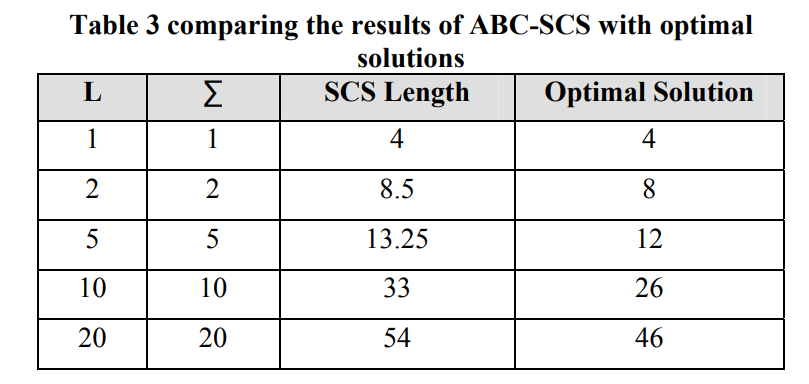 Table 3 comparing the results of ABC-SCS with optimal
solutions
L ∑ SCS Length Optimal Solution
1 1 4 4
2 2 8.5 8
5 5 13.25 12
10 10 33 26
20 20 54 46